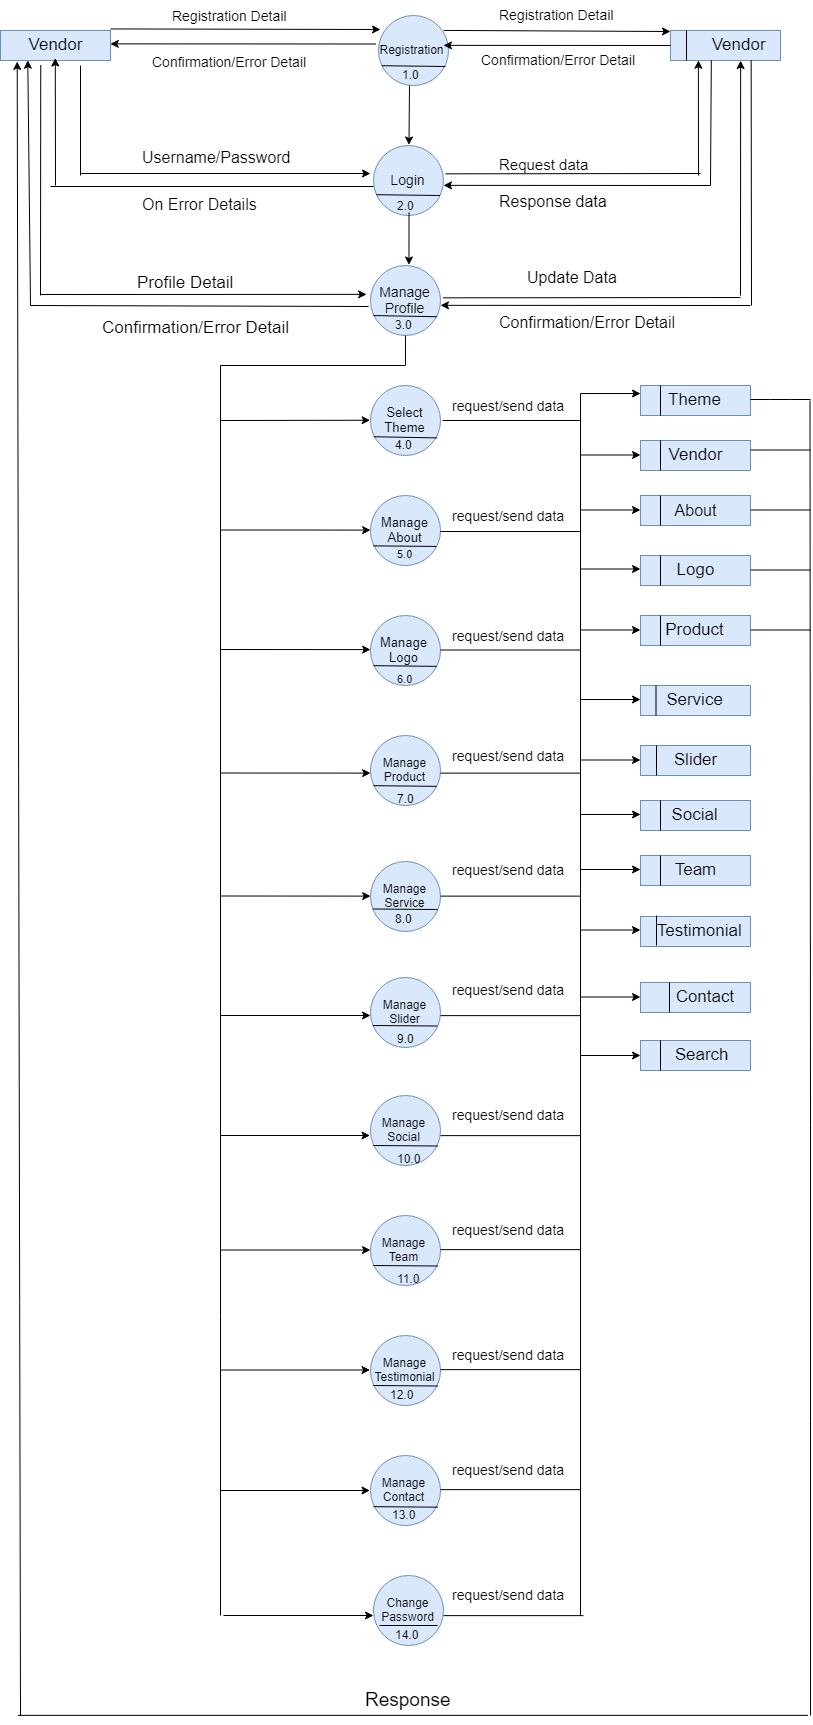 Registration Detail
Registration Detail
Vendor
Registration
1.0
Vendor
Confirmation/Error Detail
Confirmation/Error Detail
Username/Password
Request data
Login
2.0
On Error Details
Response data
Profile Detail
Update Data
Manage
Profile
3.0
Confirmation/Error Detail
Confirmation/Error Detail
Select
Theme
4.0
request/send data
Theme
Vendor
Manage
About
5.0
request/send data
About
Logo
Manage
Logo
6.0
request/send data
Product
Service
Manage
Product
7.0
request/send data
Slider
Social
Manage
Service
8.0
request/send data
Team
Testimonial
Manage
Slider
9.0
request/send data
Contact
Search
Manage
Social
10.0
request/send data
Manage
Team
11.0
request/send data
Manage
Testimonial
12.0
request/send data
Manage
Contact
13.0
request/send data
Change
Password
14.0
request/send data
Response